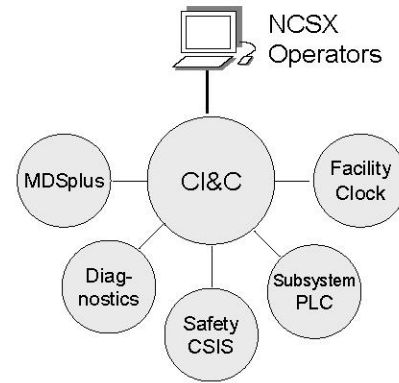 NCSX
Operators
MDSplus
CI&C
Facility
Clock
Diag-
nostics
Safety
CSIS
Subsystem
PLC